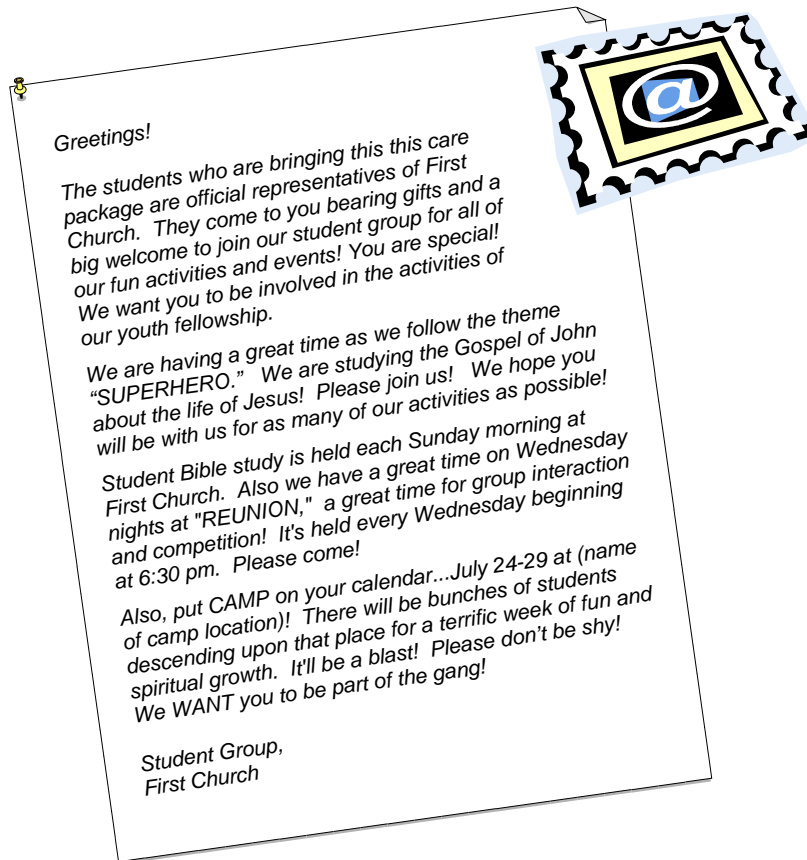 @
Greetings!
The students who are bringing this this care
package are official representatives of First
Church.  They come to you bearing gifts and a
big welcome to join our student group for all of
our fun activities and events! You are special!
We want you to be involved in the activities of
our youth fellowship.
We are having a great time as we follow the theme
“SUPERHERO.”   We are studying the Gospel of John
about the life of Jesus!  Please join us!   We hope you
will be with us for as many of our activities as possible!
Student Bible study is held each Sunday morning at
First Church.  Also we have a great time on Wednesday
nights at "REUNION,"  a great time for group interaction
and competition!  It's held every Wednesday beginning
at 6:30 pm.  Please come!
Also, put CAMP on your calendar...July 24-29 at (name
of camp location)!  There will be bunches of students
descending upon that place for a terrific week of fun and
spiritual growth.  It'll be a blast!  Please don’t be shy!
We WANT you to be part of the gang!
Student Group,
First Church